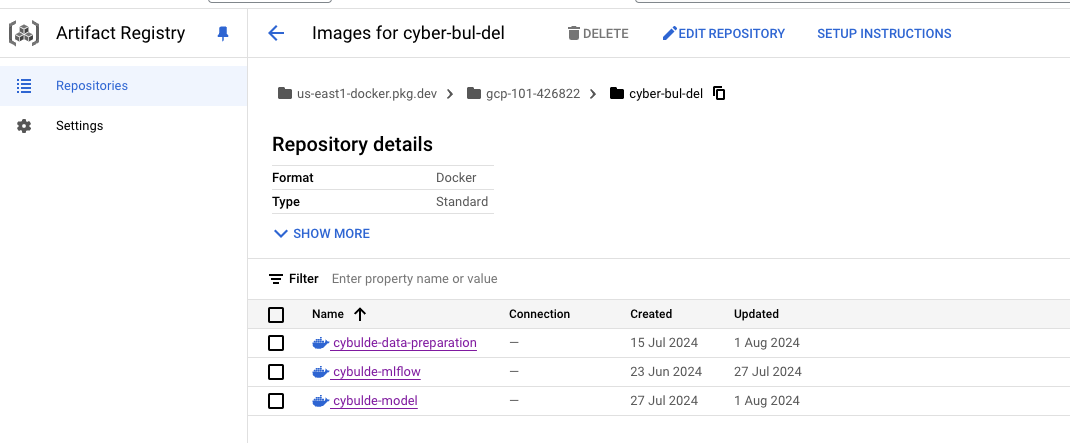 Artifact Registry
Images for cyber-bul-del
DELETE
EDIT REPOSITORY
SETUP INSTRUCTIONS
Repositories
Settings
us-east1-docker.pkg.dev
gcp-101-426822
cyber-bul-del
Repository details
Format Docker
Type Standard
SHOW MORE
Filter Enter property name or value
Name Connection Created Updated
cybulde-data-preparation — 15 Jul 2024 1 Aug 2024
cybulde-mlflow — 23 Jun 2024 27 Jul 2024
cybulde-model — 27 Jul 2024 1 Aug 2024